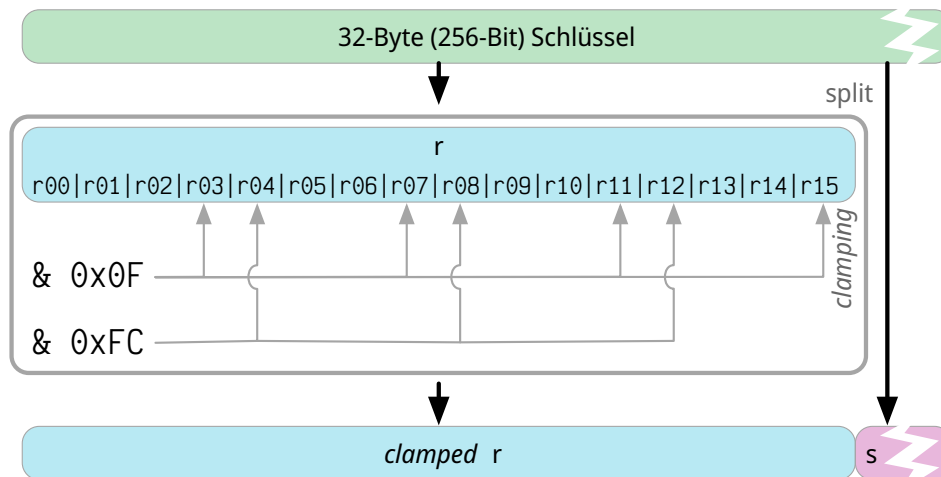 32-Byte (256-Bit) Schlüssel
split
r
r00|r01|r02|r03|r04|r05|r06|r07|r08|r09|r10|r11|r12|r13|r14|r15
clamping
& 0x0F
& 0xFC
clamped r
s